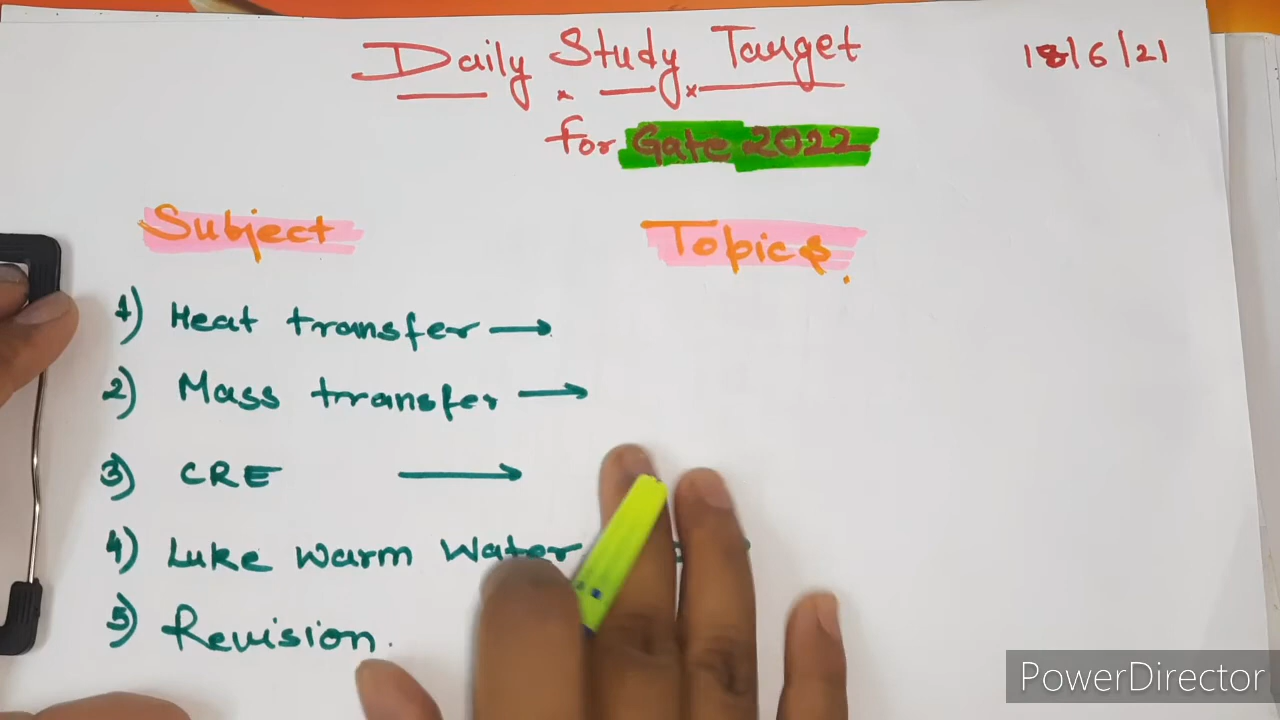 Daily Study Target
18/6/21
for Gate 2022
Subject
Topics.
1) Heat transfer →
2) Mass transfer →
3) CRE →
4) Luke Warm Water
5) Revision.
PowerDirector